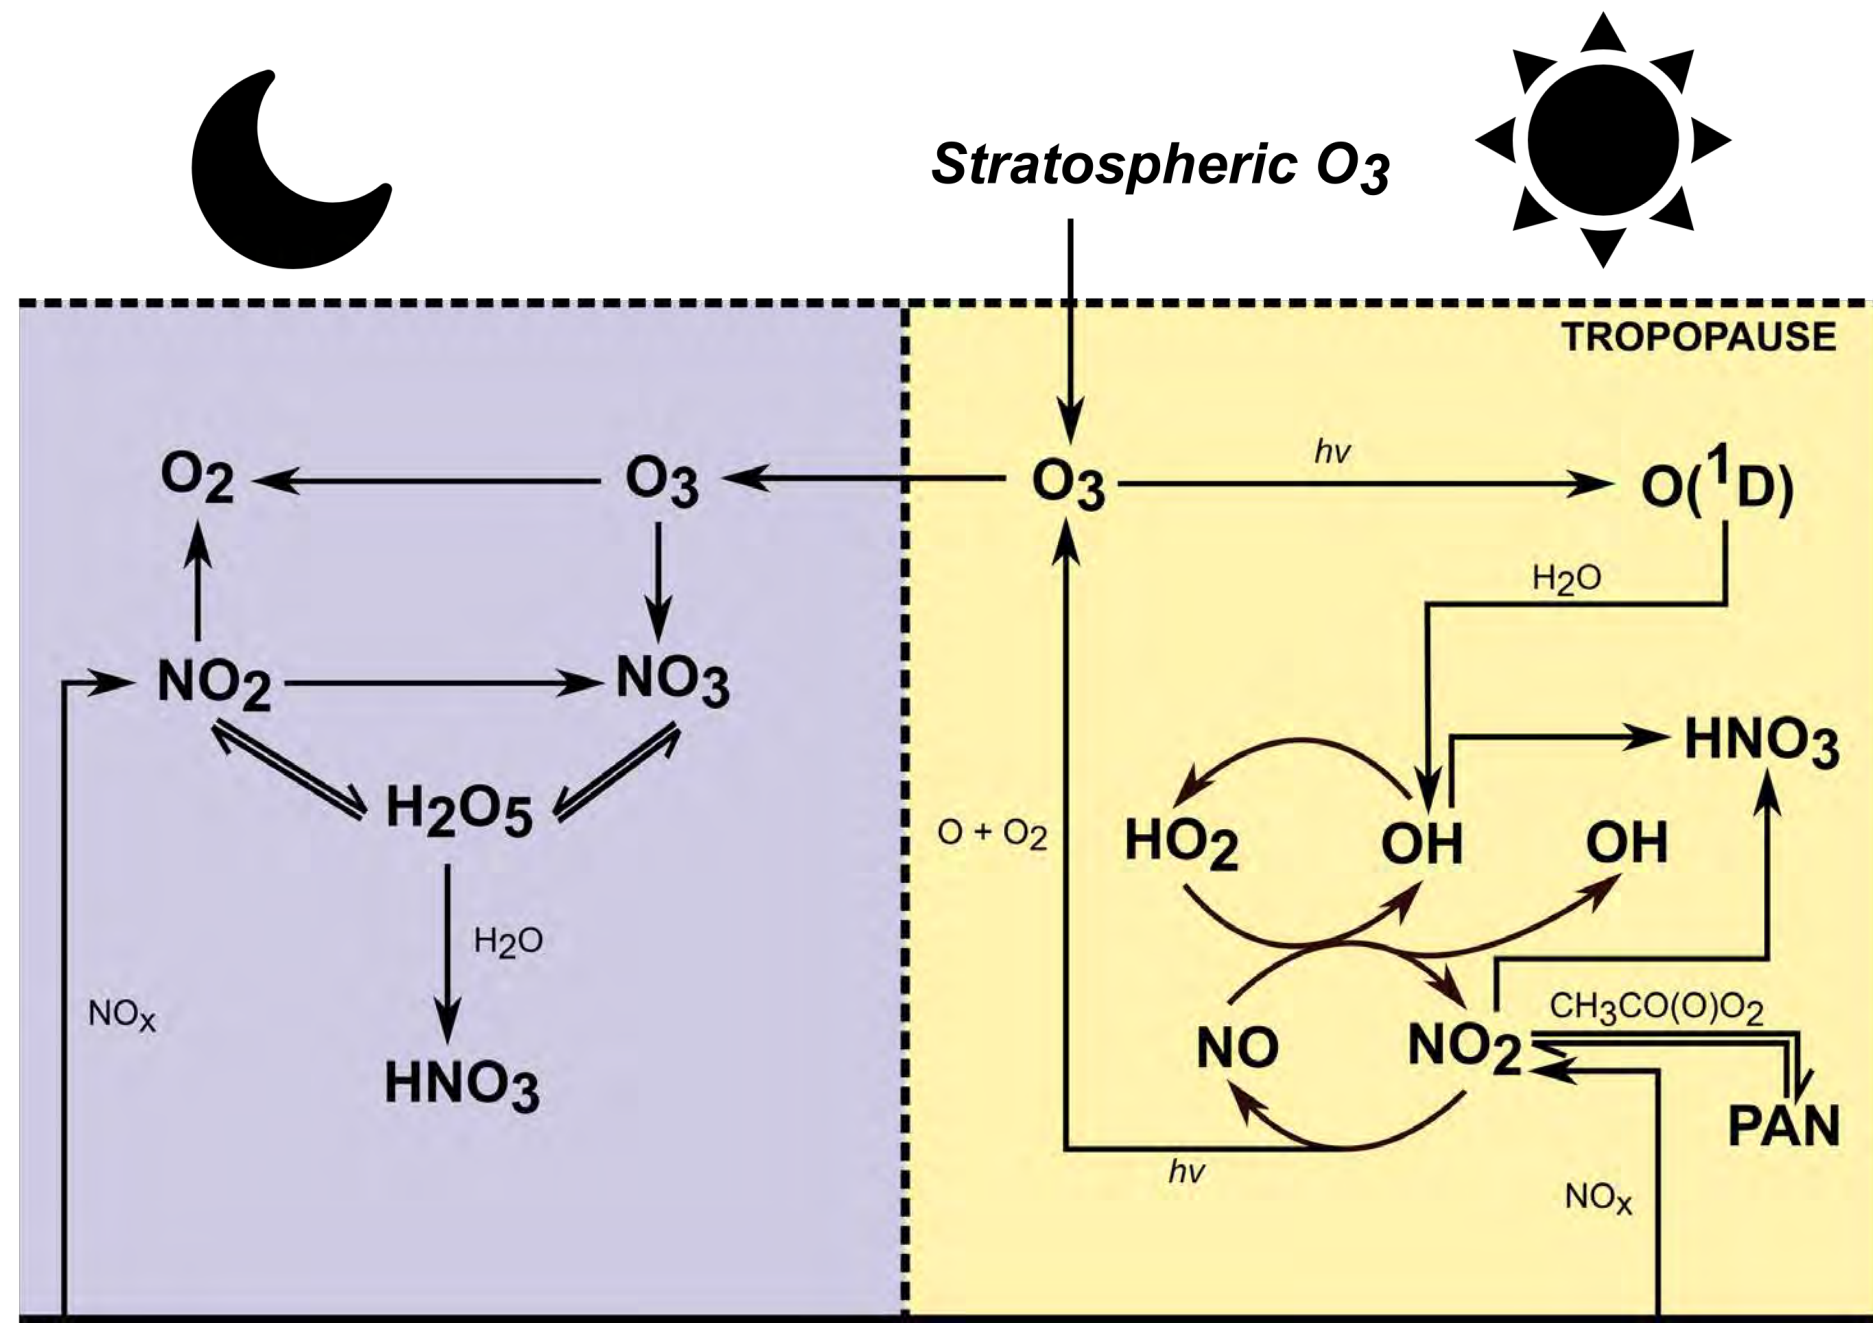 Stratospheric O3
TROPOPAUSE
O2
O3
O3
hv
O(1D)
H2O
NO2
NO3
HNO3
H2O5
O + O2
HO2
OH
OH
H2O
NOx
CH3CO(O)O2
NO
NO2
HNO3
PAN
hv
NOx